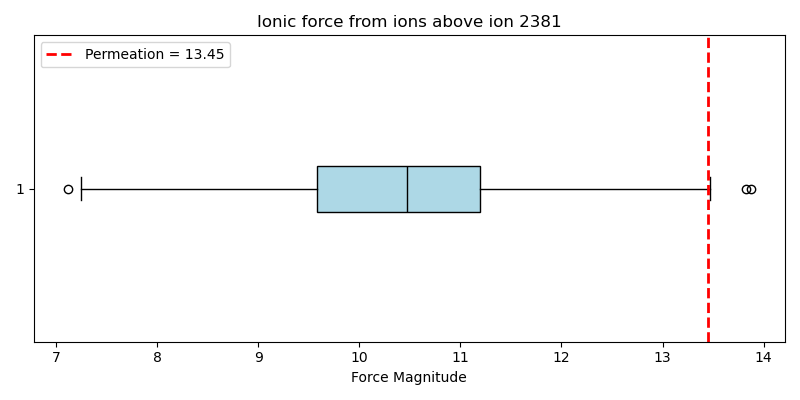 Ionic force from ions above ion 2381
Permeation = 13.45
1
7 8 9 10 11 12 13 14
Force Magnitude